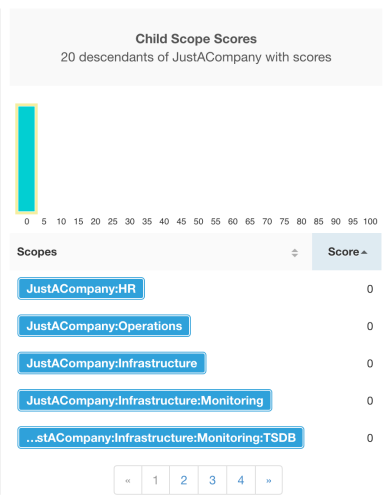 Child Scope Scores
20 descendants of JustACompany with scores
0 5 10 15 20 25 30 35 40 45 50 55 60 65 70 75 80 85 90 95 100
Scopes Score
JustACompany:HR 0
JustACompany:Operations 0
JustACompany:Infrastructure 0
JustACompany:Infrastructure:Monitoring 0
...stACompany:Infrastructure:Monitoring:TSDB 0
« 1 2 3 4 »